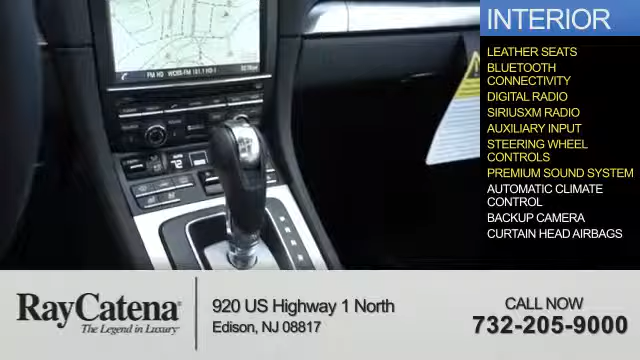 INTERIOR
LEATHER SEATS
BLUETOOTH
CONNECTIVITY
DIGITAL RADIO
SIRIUSXM RADIO
AUXILIARY INPUT
STEERING WHEEL
CONTROLS
PREMIUM SOUND SYSTEM
AUTOMATIC CLIMATE
CONTROL
BACKUP CAMERA
CURTAIN HEAD AIRBAGS
RayCatena
The Legend in Luxury
920 US Highway 1 North
Edison, NJ 08817
CALL NOW
732-205-9000